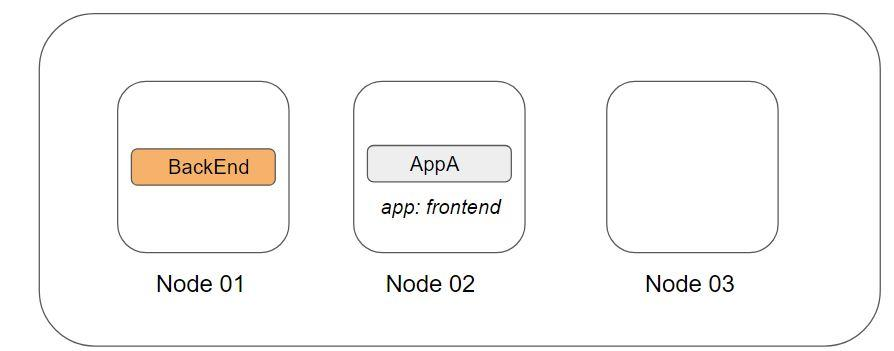 BackEnd
AppA
app: frontend
Node 01
Node 02
Node 03